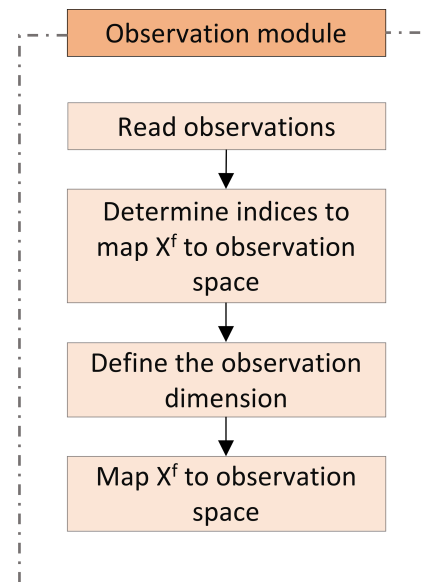 Observation module
Read observations
Determine indices to
map Xᶠ to observation
space
Define the observation
dimension
Map Xᶠ to observation
space